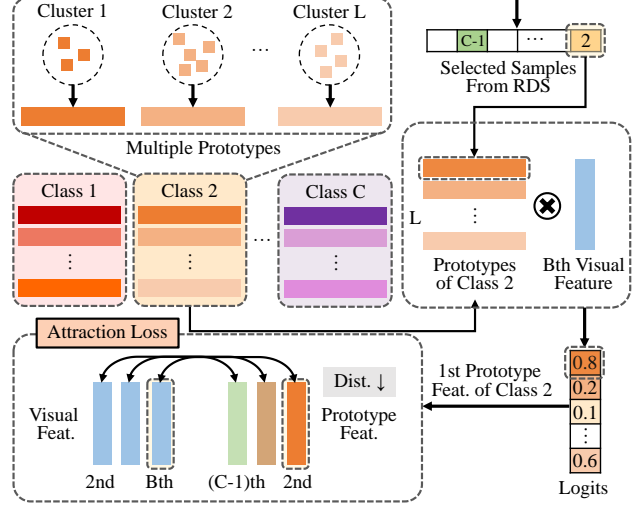 Cluster 1
Cluster 2
...
Cluster L
C-1
...
2
Selected Samples
From RDS
Multiple Prototypes
Class 1
Class 2
Class C
...
⋮
⋮
⋮
L
⋮
⊗
Prototypes
of Class 2
Bth Visual
Feature
Attraction Loss
Visual
Feat.
Dist. ↓
Prototype
Feat.
2nd
Bth
(C-1)th
2nd
1st Prototype
Feat. of Class 2
0.8
0.2
0.1
⋮
0.6
Logits